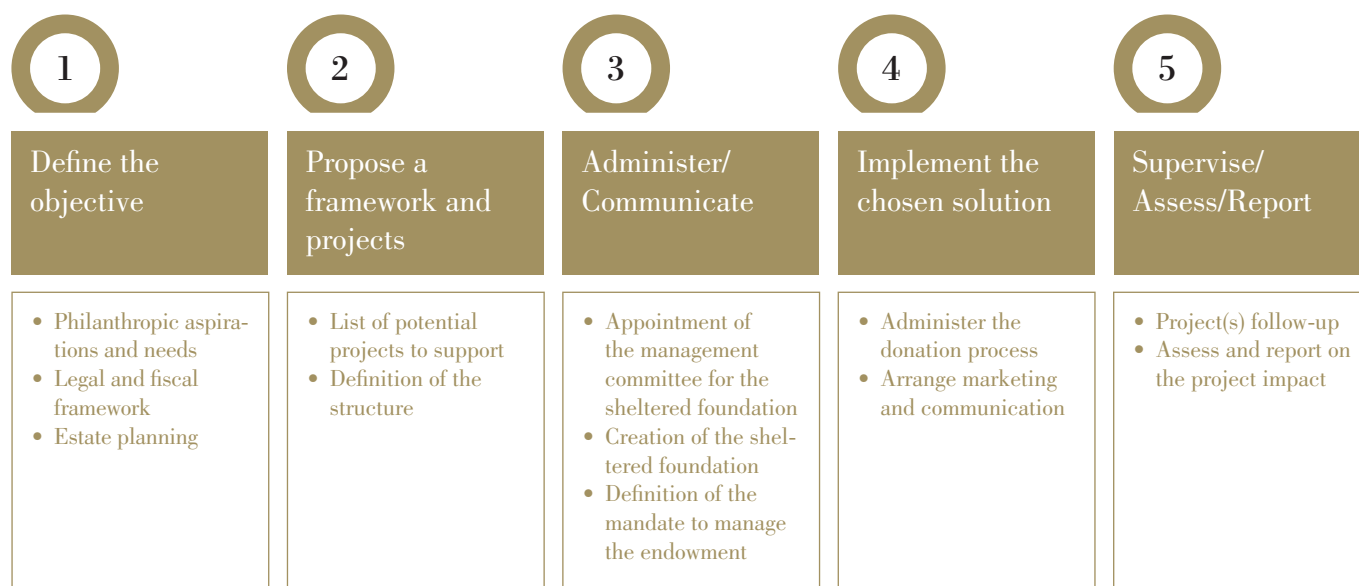 1
Define the
objective
• Philanthropic aspira-
tions and needs
• Legal and fiscal
framework
• Estate planning
2
Propose a
framework and
projects
• List of potential
projects to support
• Definition of the
structure
3
Administer/
Communicate
• Appointment of
the management
committee for the
sheltered foundation
• Creation of the shel-
tered foundation
• Definition of the
mandate to manage
the endowment
4
Implement the
chosen solution
• Administer the
donation process
• Arrange marketing
and communication
5
Supervise/
Assess/Report
• Project(s) follow-up
• Assess and report on
the project impact